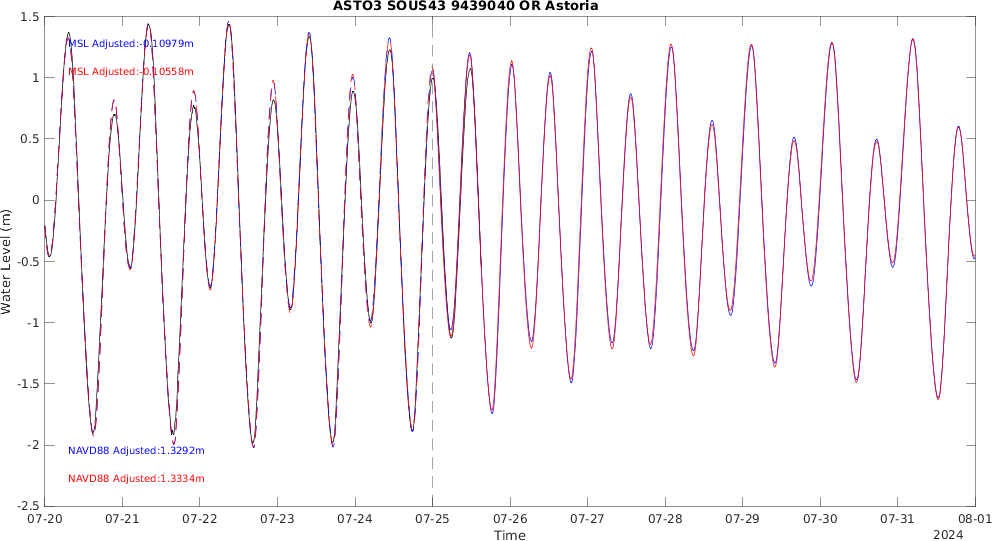 ASTO3 SOUS43 9439040 OR Astoria
1.5
MSL Adjusted:-0.10979m
MSL Adjusted:-0.10558m
1
0.5
0
-0.5
-1
-1.5
-2
-2.5
Water Level (m)
NAVD88 Adjusted:1.3292m
NAVD88 Adjusted:1.3334m
07-20 07-21 07-22 07-23 07-24 07-25 07-26 07-27 07-28 07-29 07-30 07-31 08-01
Time
2024